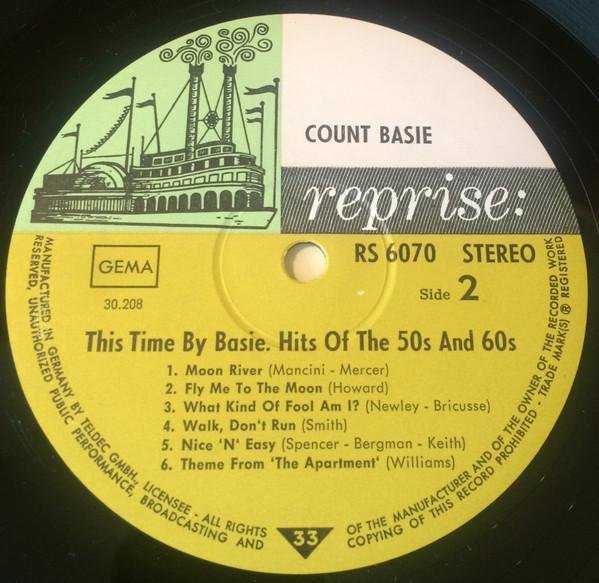 COUNT BASIE
reprise:
GEMA
30.208
RS 6070 STEREO
Side 2
This Time By Basie. Hits Of The 50s And 60s
1. Moon River (Mancini - Mercer)
2. Fly Me To The Moon (Howard)
3. What Kind Of Fool Am I? (Newley - Bricusse)
4. Walk, Don't Run (Smith)
5. Nice 'N' Easy (Spencer - Bergman - Keith)
6. Theme From 'The Apartment' (Williams)
33
MANUFACTURED IN GERMANY BY TELDEC GMBH., LICENSEE - ALL RIGHTS OF THE MANUFACTURER AND OF THE OWNER OF THE RECORDED WORK
RESERVED, UNAUTHORIZED PUBLIC PERFORMANCE, BROADCASTING AND COPYING OF THIS RECORD PROHIBITED - TRADE MARK(S) ® REGISTERED